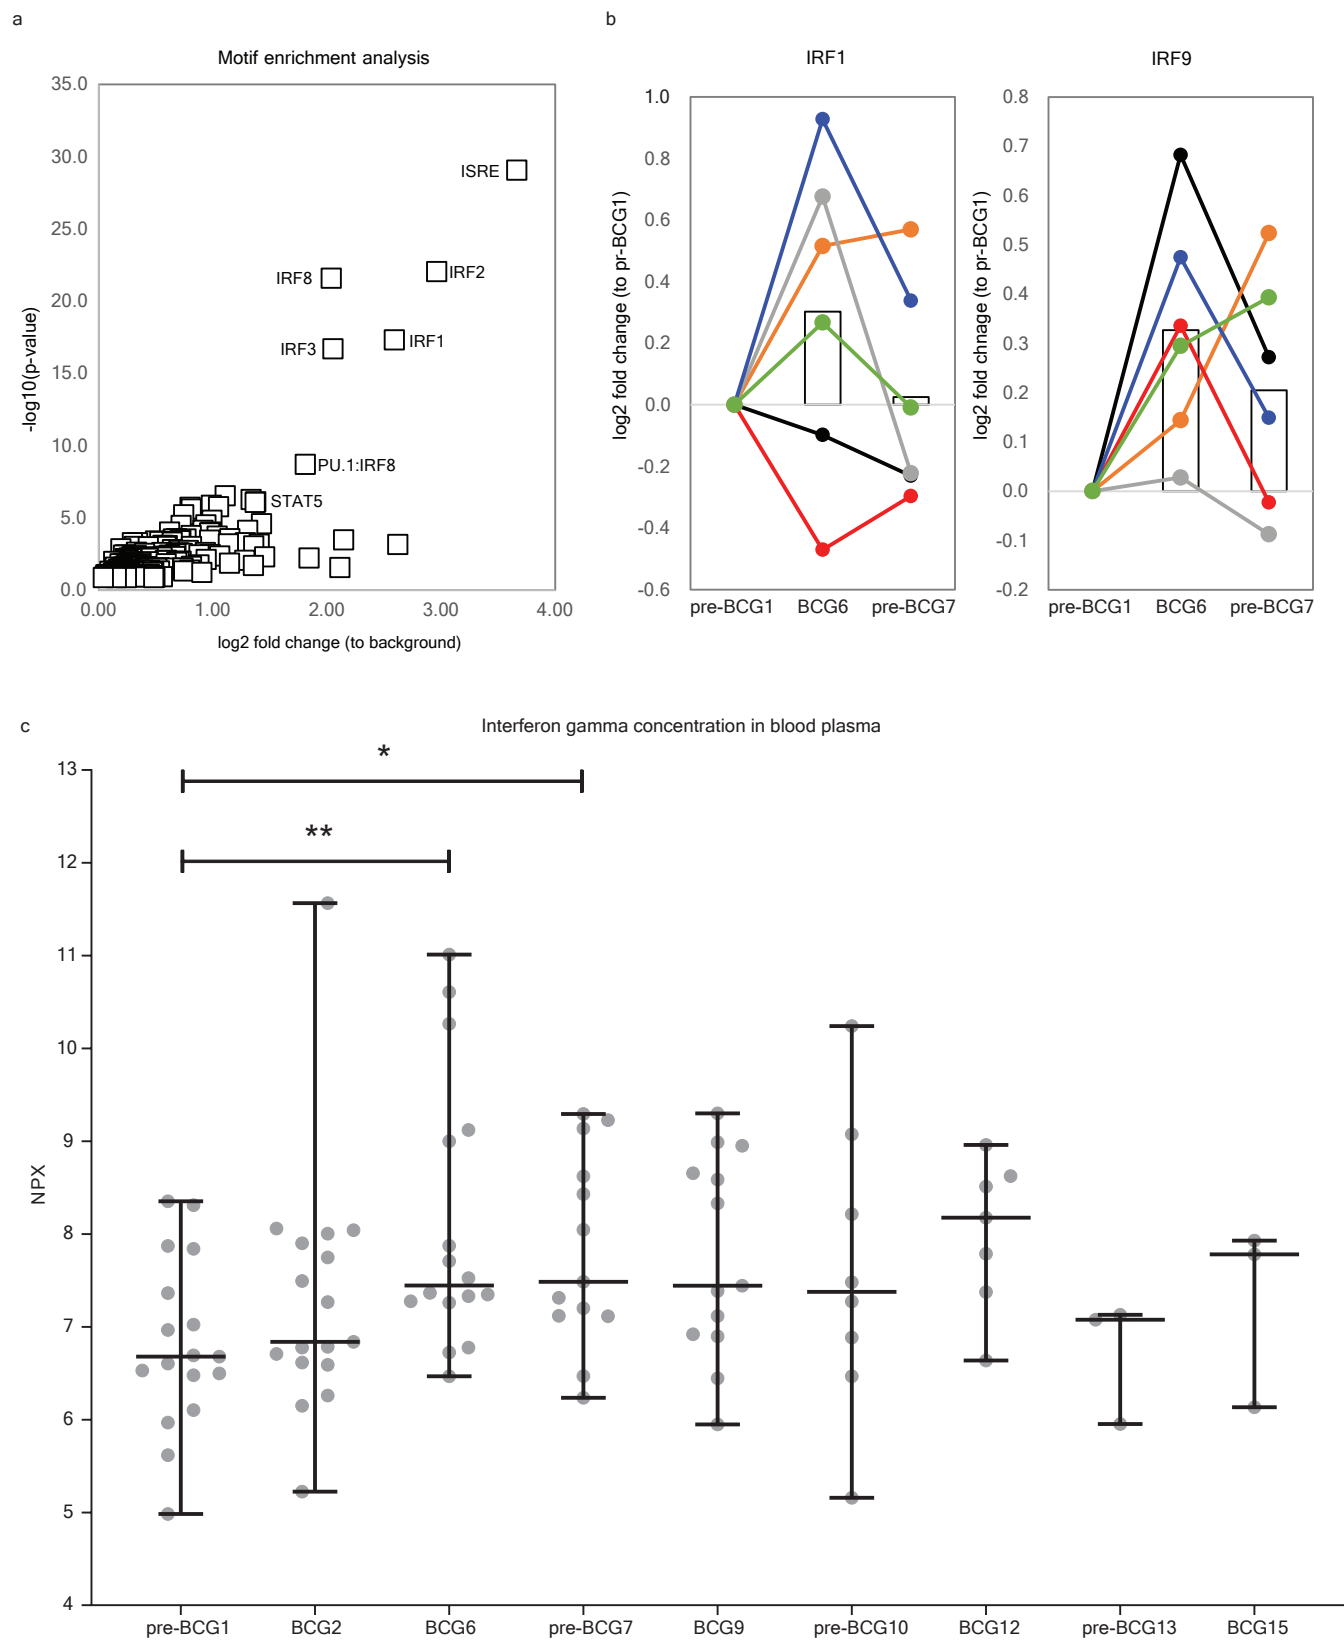 a
Motif enrichment analysis
35.0
30.0
25.0
20.0
15.0
10.0
5.0
0.0
-log10(p-value)
ISRE
IRF2
IRF8
IRF1
IRF3
PU.1:IRF8
STAT5
0.00 1.00 2.00 3.00 4.00
log2 fold change (to background)
b
IRF1
1.0
0.8
0.6
0.4
0.2
0.0
-0.2
-0.4
-0.6
log2 fold change (to pr-BCG1)
pre-BCG1 BCG6 pre-BCG7
IRF9
0.8
0.7
0.6
0.5
0.4
0.3
0.2
0.1
0.0
-0.1
-0.2
log2 fold chnage (to pr-BCG1)
pre-BCG1 BCG6 pre-BCG7
c
Interferon gamma concentration in blood plasma
*
**
13
12
11
10
9
8
7
6
5
4
NPX
pre-BCG1 BCG2 BCG6 pre-BCG7 BCG9 pre-BCG10 BCG12 pre-BCG13 BCG15